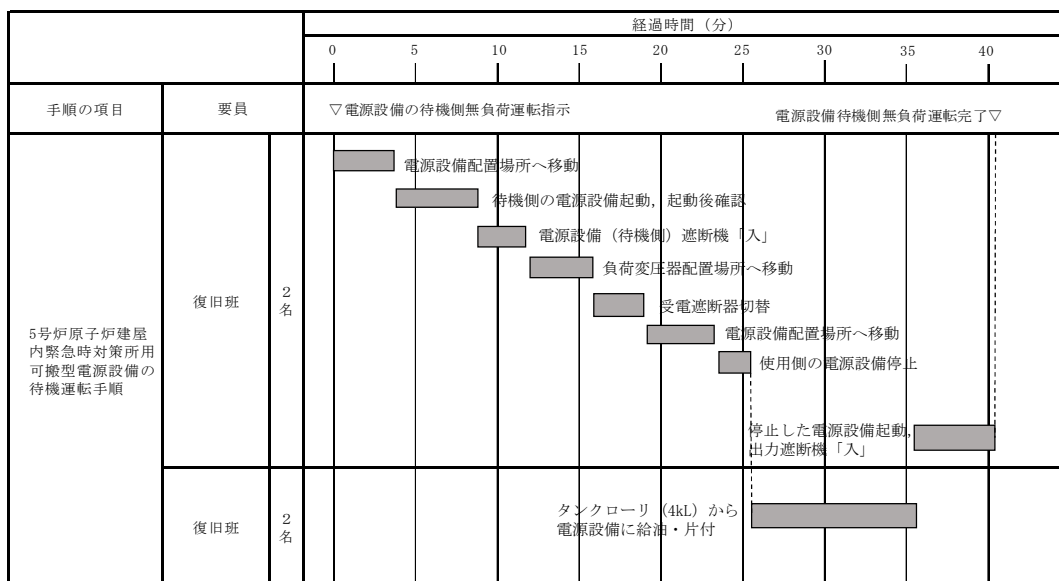 経過時間（分）
0 5 10 15 20 25 30 35 40
手順の項目 要員 ▽電源設備の待機側無負荷運転指示 電源設備待機側無負荷運転完了▽
電源設備配置場所へ移動
待機側の電源設備起動，起動後確認
電源設備（待機側）遮断機「入」
負荷変圧器配置場所へ移動
受電遮断器切替
電源設備配置場所へ移動
使用側の電源設備停止
停止した電源設備起動，
出力遮断機「入」
復旧班 2名
5号炉原子炉建屋
内緊急時対策所用
可搬型電源設備の
待機運転手順
タンクローリ（4kL）から
電源設備に給油・片付
復旧班 2名